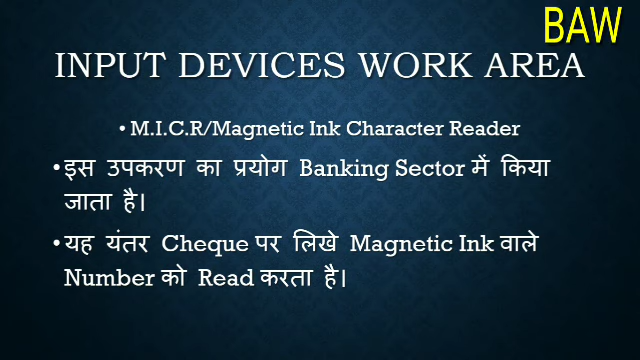 BAW
INPUT DEVICES WORK AREA
• M.I.C.R/Magnetic Ink Character Reader
• इस उपकरण का प्रयोग Banking Sector में किया
जाता है।
• यह यंतर Cheque पर लिखे Magnetic Ink वाले
Number को Read करता है।